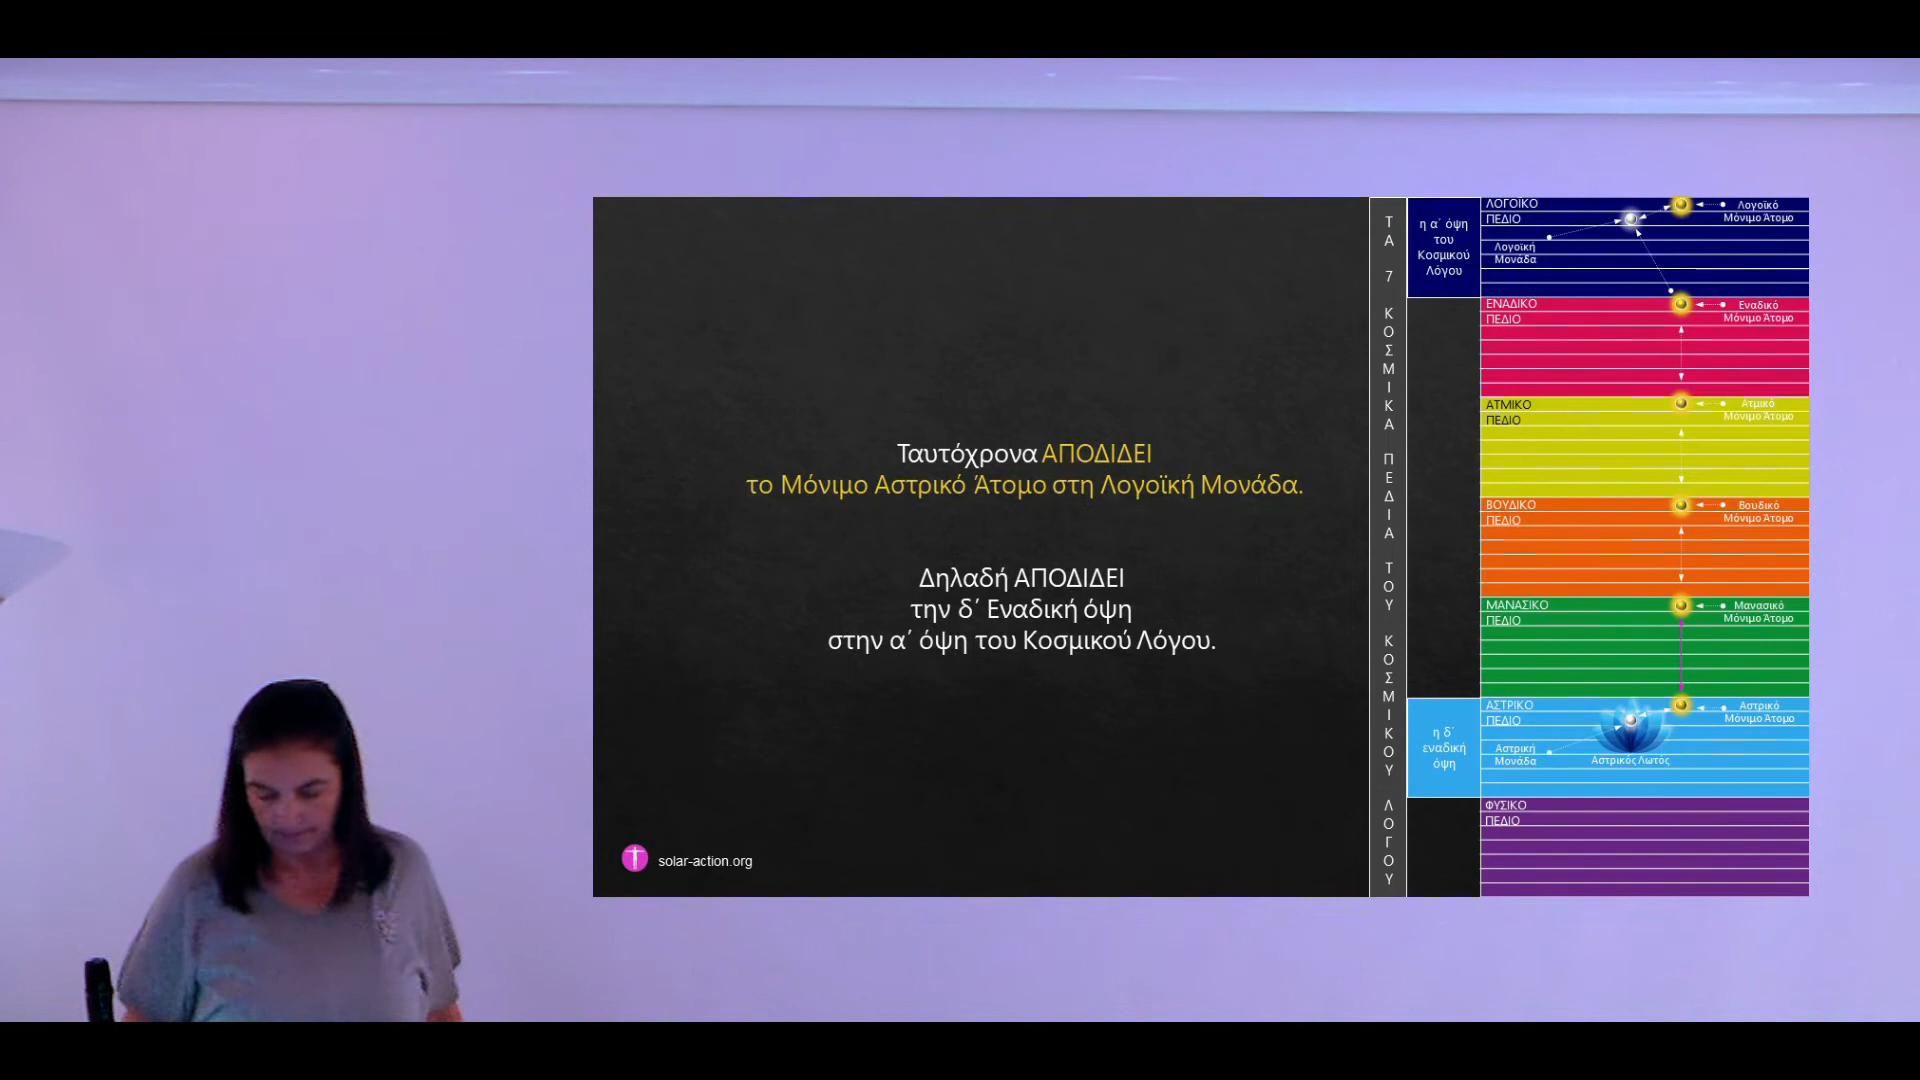 Ταυτόχρονα ΑΠΟΔΙΔΕΙ
το Μόνιμο Αστρικό Άτομο στη Λογοϊκή Μονάδα.
Δηλαδή ΑΠΟΔΙΔΕΙ
την δ΄ Εναδική όψη
στην α΄ όψη του Κοσμικού Λόγου.
solar-action.org
ΤΑ 7 ΚΟΣΜΙΚΑ ΠΕΔΙΑ ΤΟΥ ΚΟΣΜΙΚΟΥ ΛΟΓΟΥ
η α΄ όψη
του
Κοσμικού
Λόγου
ΛΟΓΟΪΚΟ
ΠΕΔΙΟ
Λογοϊκή
Μονάδα
Λογοϊκό
Μόνιμο Άτομο
ΕΝΑΔΙΚΟ
ΠΕΔΙΟ
Εναδικό
Μόνιμο Άτομο
ΑΤΜΙΚΟ
ΠΕΔΙΟ
Ατμικό
Μόνιμο Άτομο
ΒΟΥΔΙΚΟ
ΠΕΔΙΟ
Βουδικό
Μόνιμο Άτομο
ΜΑΝΑΣΙΚΟ
ΠΕΔΙΟ
Μανασικό
Μόνιμο Άτομο
η δ΄
εναδική
όψη
ΑΣΤΡΙΚΟ
ΠΕΔΙΟ
Αστρική
Μονάδα
Αστρικός Λωτός
Αστρικό
Μόνιμο Άτομο
ΦΥΣΙΚΟ
ΠΕΔΙΟ